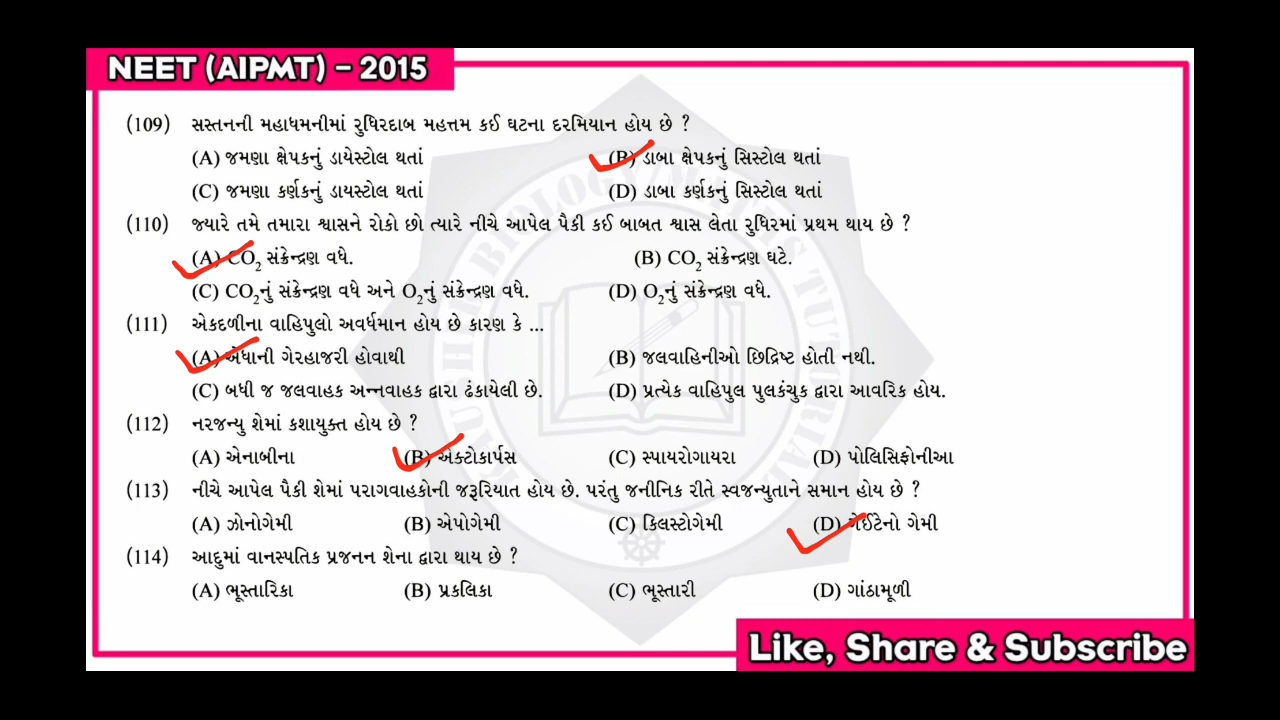 NEET (AIPMT) – 2015
(109) સસ્તનની મહાધમનીમાં રુધિરદાબ મહત્તમ કઈ ઘટના દરમિયાન હોય છે ?
(A) જમણા ક્ષેપકનું ડાયેસ્ટોલ થતાં (B) ડાબા ક્ષેપકનું સિસ્ટોલ થતાં
(C) જમણા કર્ણકનું ડાયસ્ટોલ થતાં (D) ડાબા કર્ણકનું સિસ્ટોલ થતાં
(110) જ્યારે તમે તમારા શ્વાસને રોકો છો ત્યારે નીચે આપેલ પૈકી કઈ બાબત શ્વાસ લેતા રુધિરમાં પ્રથમ થાય છે ?
(A) CO₂ સંક્રેન્દ્રણ વધે. (B) CO₂ સંક્રેન્દ્રણ ઘટે.
(C) CO₂નું સંક્રેન્દ્રણ વધે અને O₂નું સંક્રેન્દ્રણ વધે. (D) O₂નું સંક્રેન્દ્રણ વધે.
(111) એકદળીના વાહિપુલો અવર્ધમાન હોય છે કારણ કે ...
(A) એધાની ગેરહાજરી હોવાથી (B) જલવાહિનીઓ છિદ્રિષ્ટ હોતી નથી.
(C) બધી જ જલવાહક અન્નવાહક દ્વારા ઢંકાયેલી છે. (D) પ્રત્યેક વાહિપુલ પુલકંચુક દ્વારા આવરિક હોય.
(112) નરજન્યુ શેમાં કશાયુક્ત હોય છે ?
(A) એનાબીના (B) એક્ટોકાર્પસ (C) સ્પાયરોગાયરા (D) પોલિસિફોનીઆ
(113) નીચે આપેલ પૈકી શેમાં પરાગવાહકોની જરૂરિયાત હોય છે. પરંતુ જનીનિક રીતે સ્વજન્યુતાને સમાન હોય છે ?
(A) ઝોનોગેમી (B) એપોગેમી (C) ક્લિસ્ટોગેમી (D) ગેઈટેનો ગેમી
(114) આદુમાં વાનસ્પતિક પ્રજનન શેના દ્વારા થાય છે ?
(A) ભૂસ્તારિકા (B) પ્રકલિકા (C) ભૂસ્તારી (D) ગાંઠામૂળી
Like, Share & Subscribe